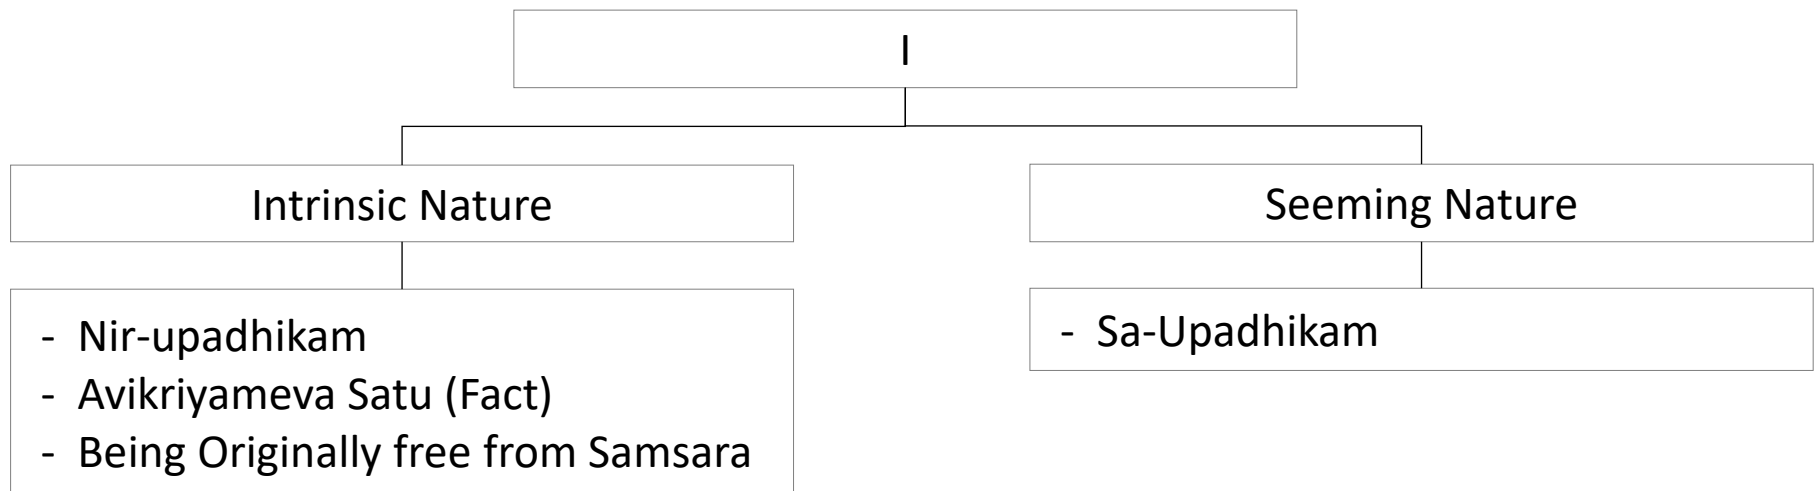 I
Intrinsic Nature
Seeming Nature
- Nir-upadhikam
- Avikriyameva Satu (Fact)
- Being Originally free from Samsara
- Sa-Upadhikam